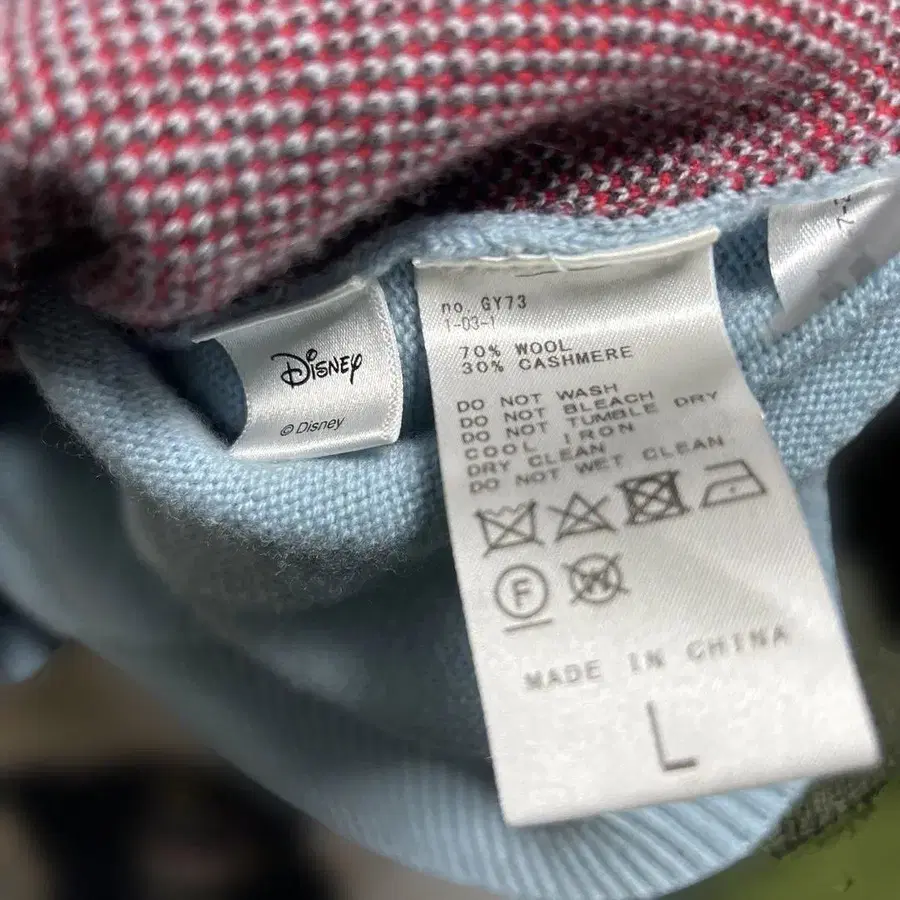 Disney
© Disney
no. GY73
1-03-1
70% WOOL
30% CASHMERE
DO NOT WASH
DO NOT BLEACH
DO NOT TUMBLE DRY
COOL IRON
DRY CLEAN
DO NOT WET CLEAN
F
W
MADE IN CHINA
L